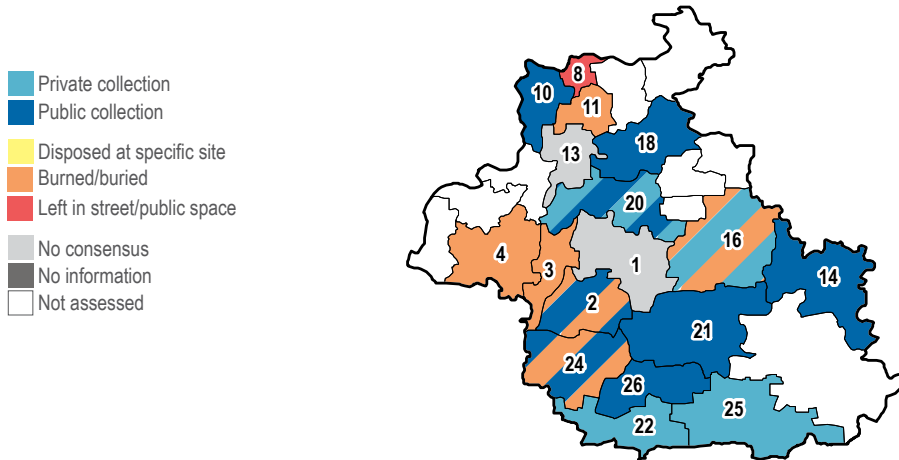 Private collection
Public collection
Disposed at specific site
Burned/buried
Left in street/public space
No consensus
No information
Not assessed
8
10
11
18
13
20
16
4
3
1
14
2
21
24
26
25
22